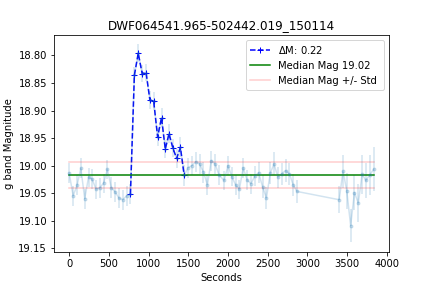 DWF064541.965-502442.019_150114
ΔM: 0.22
Median Mag 19.02
Median Mag +/- Std
g band Magnitude
18.80
18.85
18.90
18.95
19.00
19.05
19.10
19.15
0 500 1000 1500 2000 2500 3000 3500 4000
Seconds